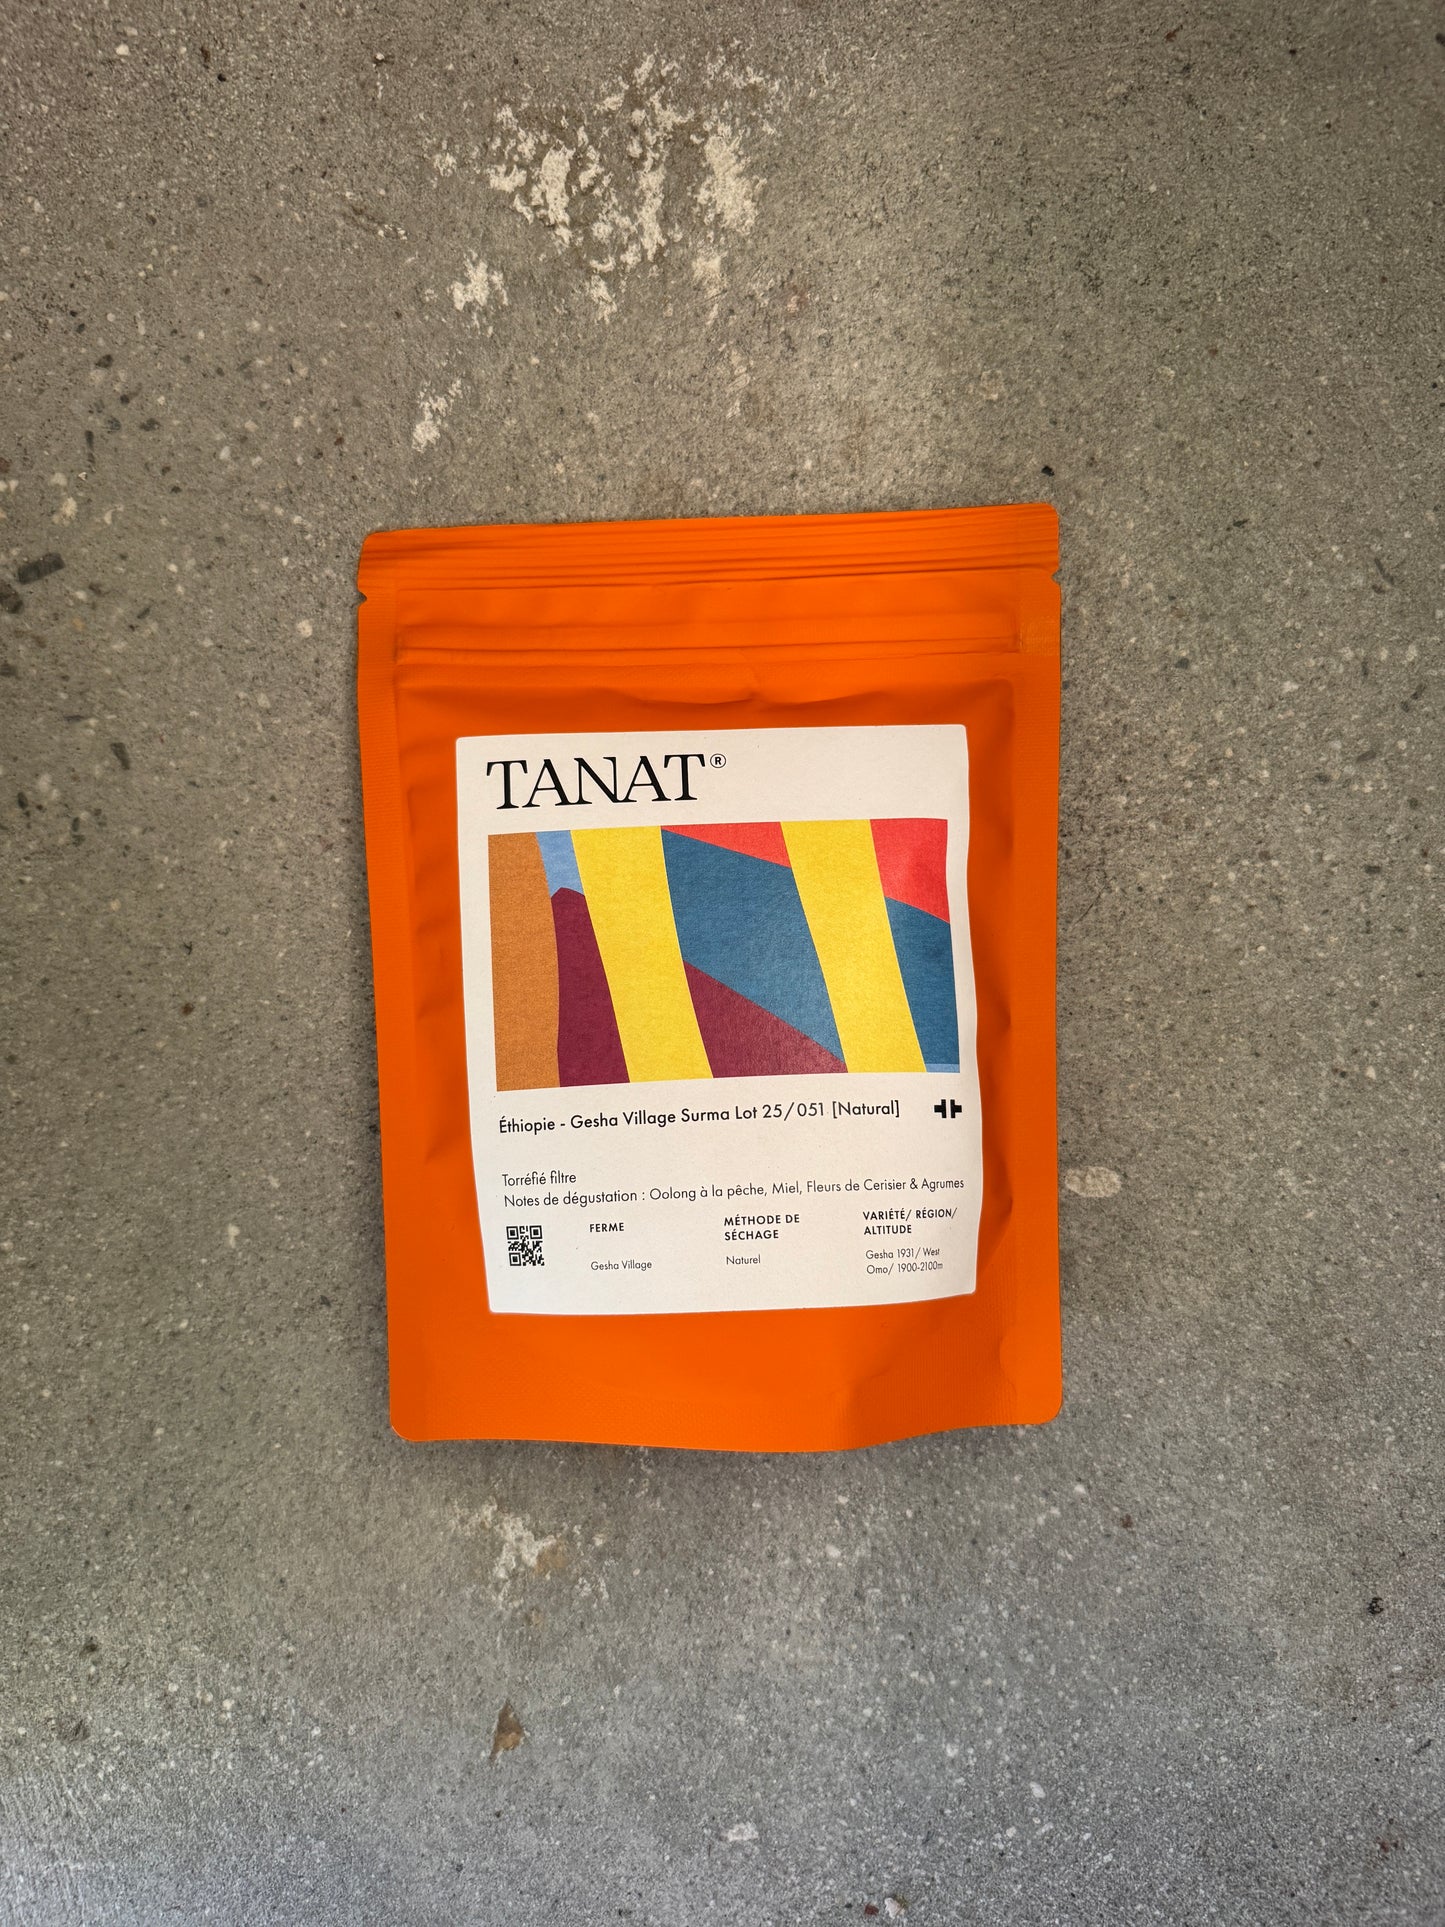 TANAT®
Éthiopie - Gesha Village Surma Lot 25/051 [Natural]
Torréfié filtre
Notes de dégustation : Oolong à la pêche, Miel, Fleurs de Cerisier & Agrumes
FERME
Gesha Village
MÉTHODE DE
SÉCHAGE
Naturel
VARIÉTÉ/ RÉGION/
ALTITUDE
Gesha 1931/ West
Omo/ 1900-2100m